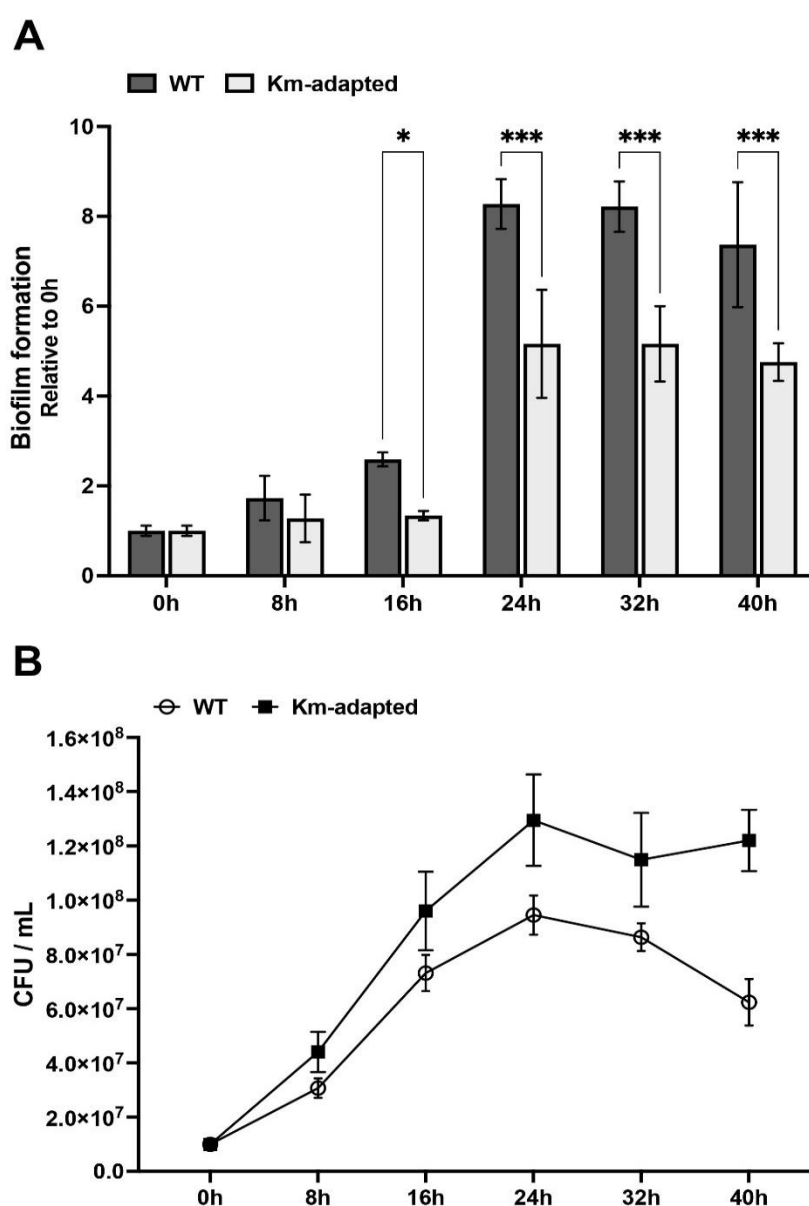 A
WT Km-adapted
* *** *** ***
Biofilm formation
Relative to 0h
10
8
6
4
2
0
0h 8h 16h 24h 32h 40h
B
WT Km-adapted
CFU / mL
1.6×10⁸
1.4×10⁸
1.2×10⁸
1.0×10⁸
8.0×10⁷
6.0×10⁷
4.0×10⁷
2.0×10⁷
0.0
0h 8h 16h 24h 32h 40h